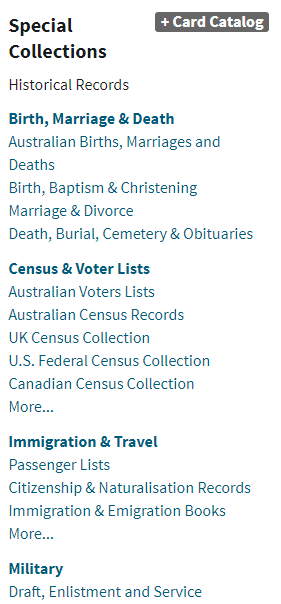 Special
Collections
+ Card Catalog
Historical Records
Birth, Marriage & Death
Australian Births, Marriages and
Deaths
Birth, Baptism & Christening
Marriage & Divorce
Death, Burial, Cemetery & Obituaries
Census & Voter Lists
Australian Voters Lists
Australian Census Records
UK Census Collection
U.S. Federal Census Collection
Canadian Census Collection
More...
Immigration & Travel
Passenger Lists
Citizenship & Naturalisation Records
Immigration & Emigration Books
More...
Military
Draft, Enlistment and Service